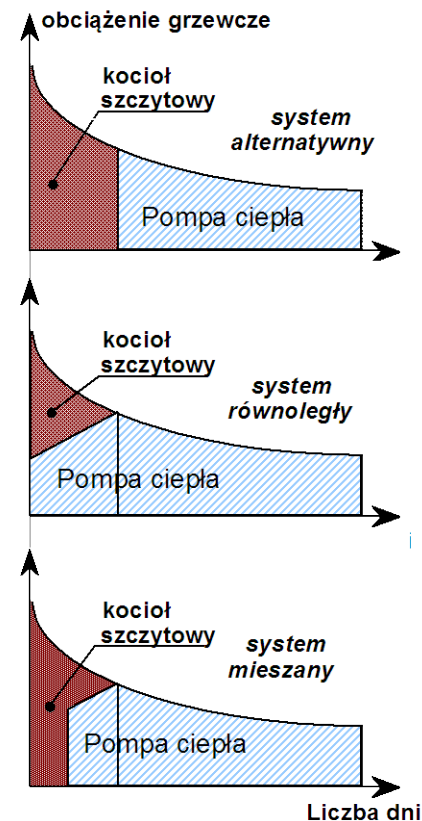 obciążenie grzewcze
kocioł
szczytowy
system
alternatywny
Pompa ciepła
kocioł
szczytowy
system
równoległy
Pompa ciepła
i
kocioł
szczytowy
system
mieszany
Pompa ciepła
Liczba dni